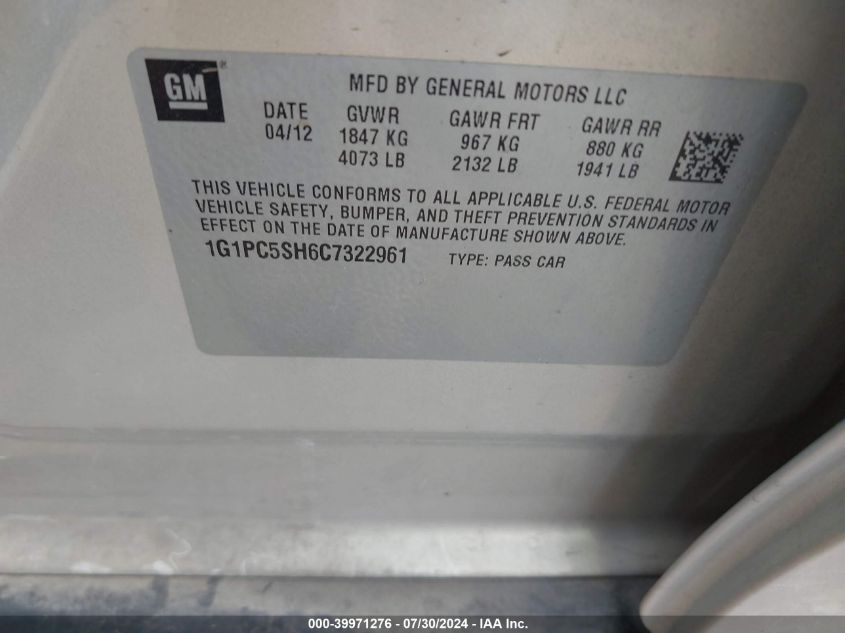 GM
MFD BY GENERAL MOTORS LLC
DATE GVWR GAWR FRT GAWR RR
04/12 1847 KG 967 KG 880 KG
4073 LB 2132 LB 1941 LB
THIS VEHICLE CONFORMS TO ALL APPLICABLE U.S. FEDERAL MOTOR
VEHICLE SAFETY, BUMPER, AND THEFT PREVENTION STANDARDS IN
EFFECT ON THE DATE OF MANUFACTURE SHOWN ABOVE.
1G1PC5SH6C7322961 TYPE: PASS CAR
000-39971276 | 07/30/2024 - IAA Inc.